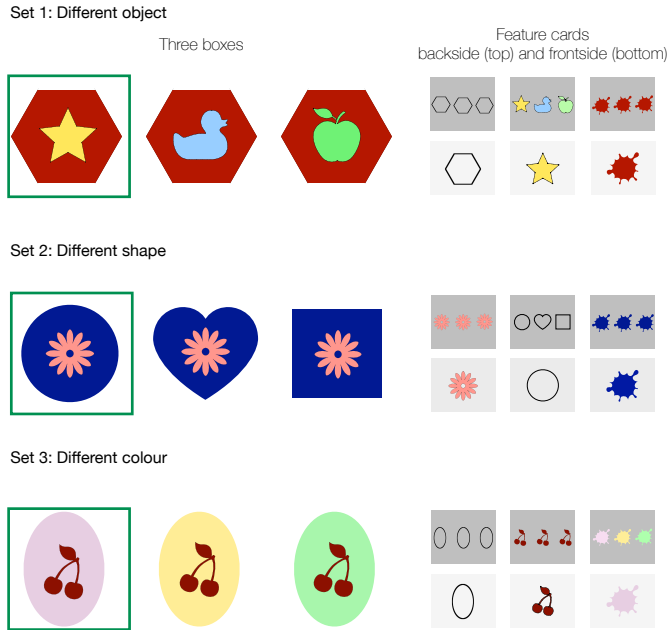 Set 1: Different object
Three boxes
Feature cards
backside (top) and frontside (bottom)
Set 2: Different shape
Set 3: Different colour